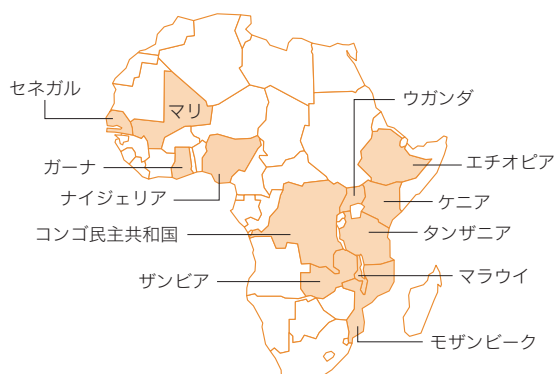 セネガル
マリ
ガーナ
ナイジェリア
コンゴ民主共和国
ザンビア
ウガンダ
エチオピア
ケニア
タンザニア
マラウイ
モザンビーク